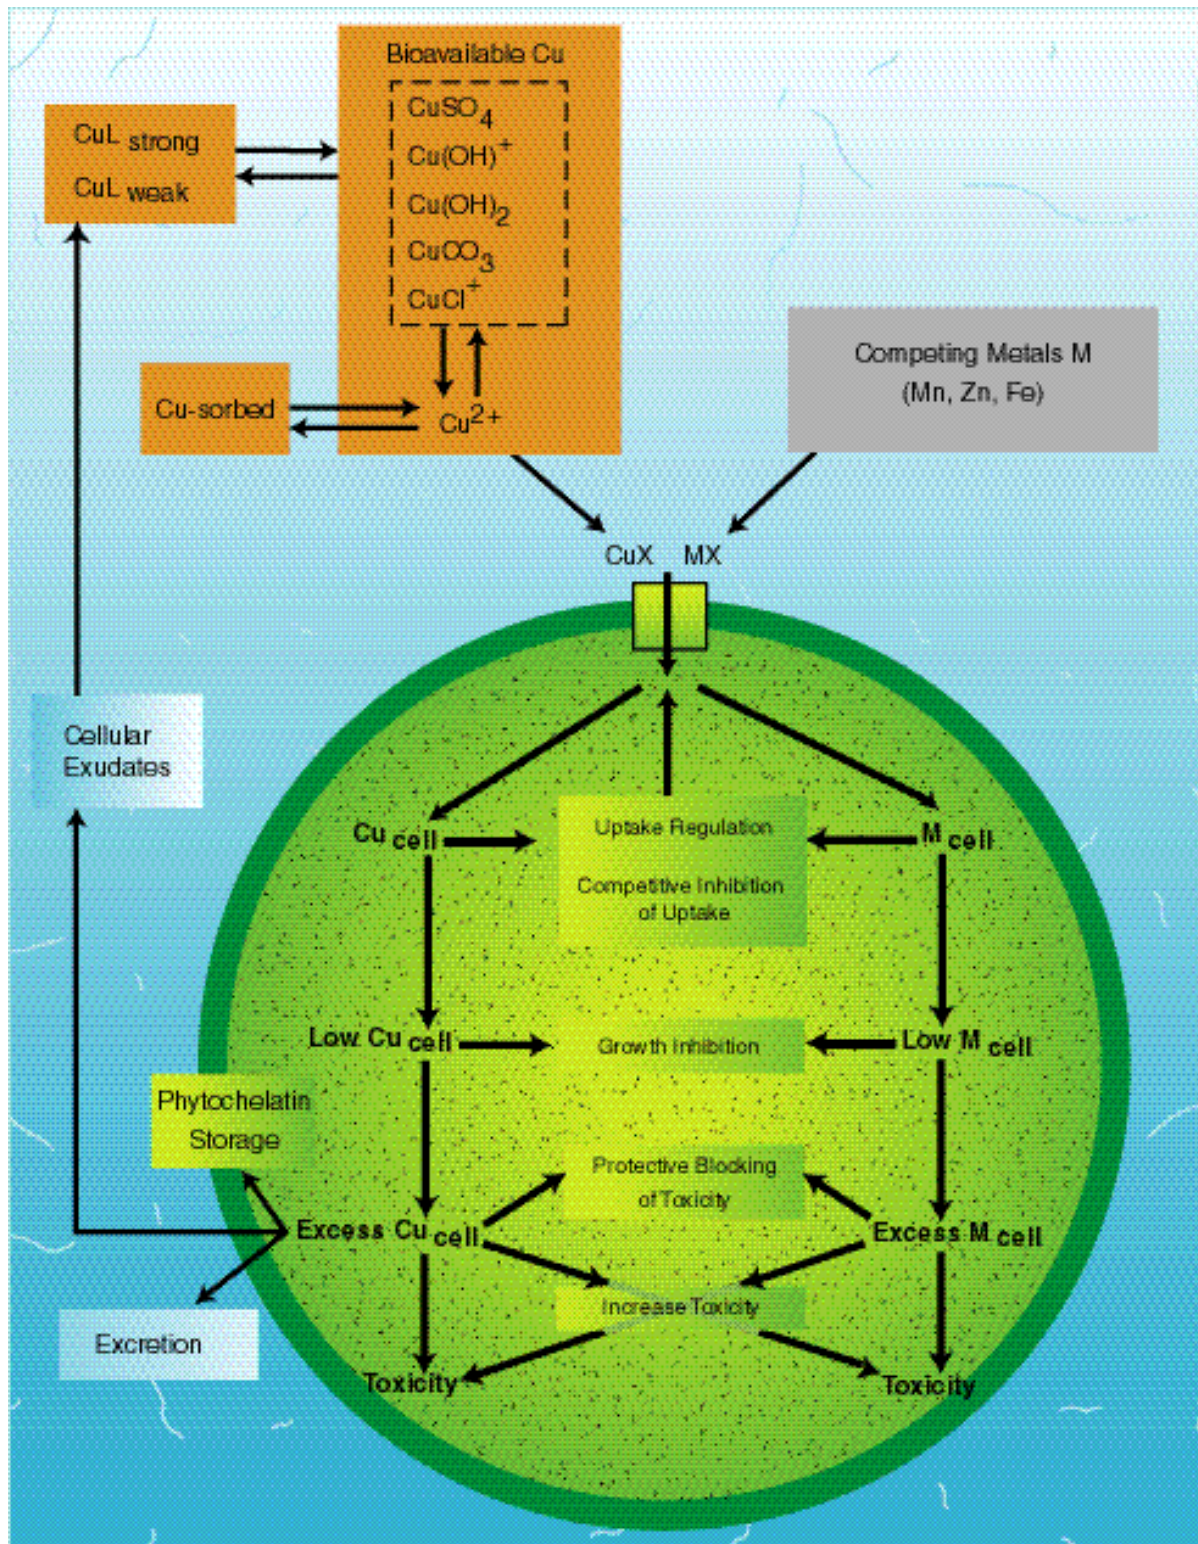 Bioavailable Cu
CuSO₄
Cu(OH)⁺
Cu(OH)₂
CuCO₃
CuCl⁺
Cu²⁺
CuL strong
CuL weak
Cu-sorbed
Competing Metals M
(Mn, Zn, Fe)
CuX MX
Cellular
Exudates
Cu cell
Uptake Regulation
Competitive Inhibition
of Uptake
M cell
Low Cu cell
Growth Inhibition
Low M cell
Phytochelatin
Storage
Protective Blocking
of Toxicity
Excess Cu cell
Excess M cell
Increase Toxicity
Excretion
Toxicity
Toxicity